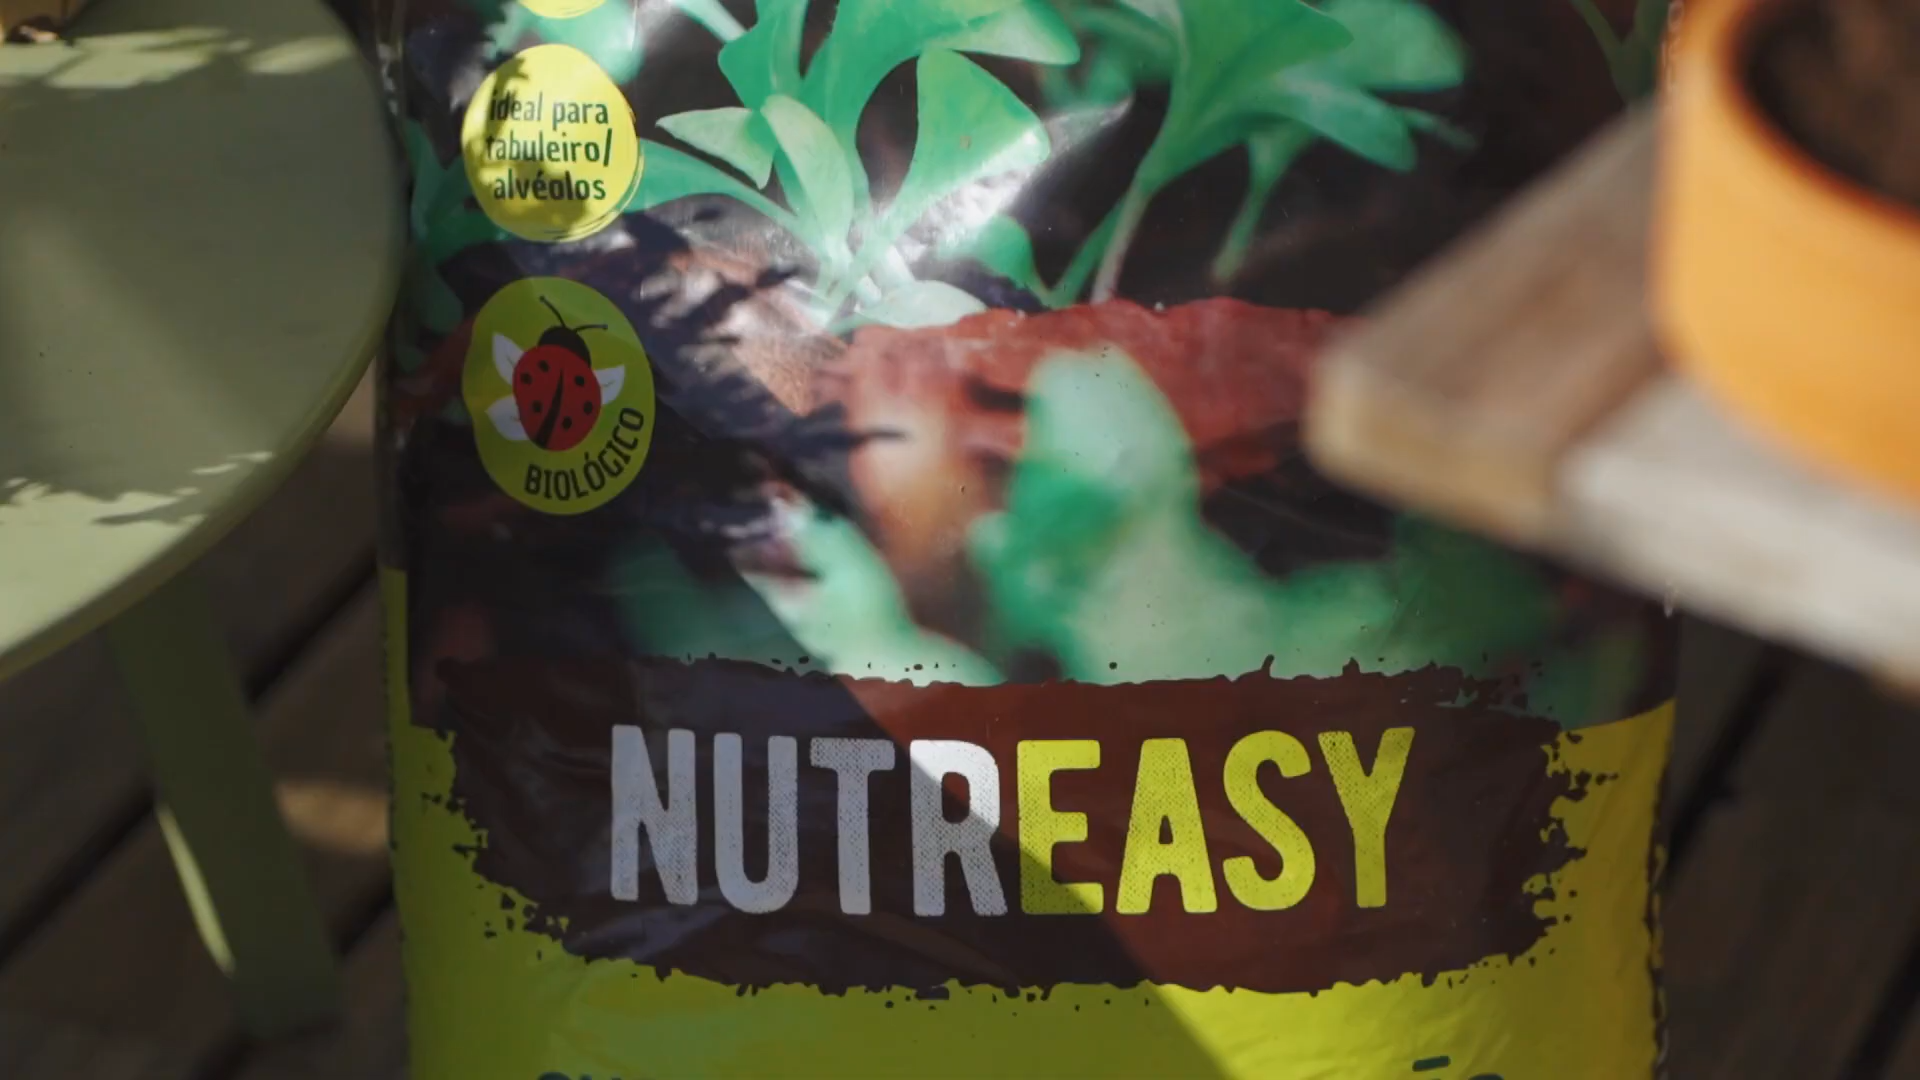 ideal para
tabuleiro/
alvéolos
BIOLÓGICO
NUTREASY